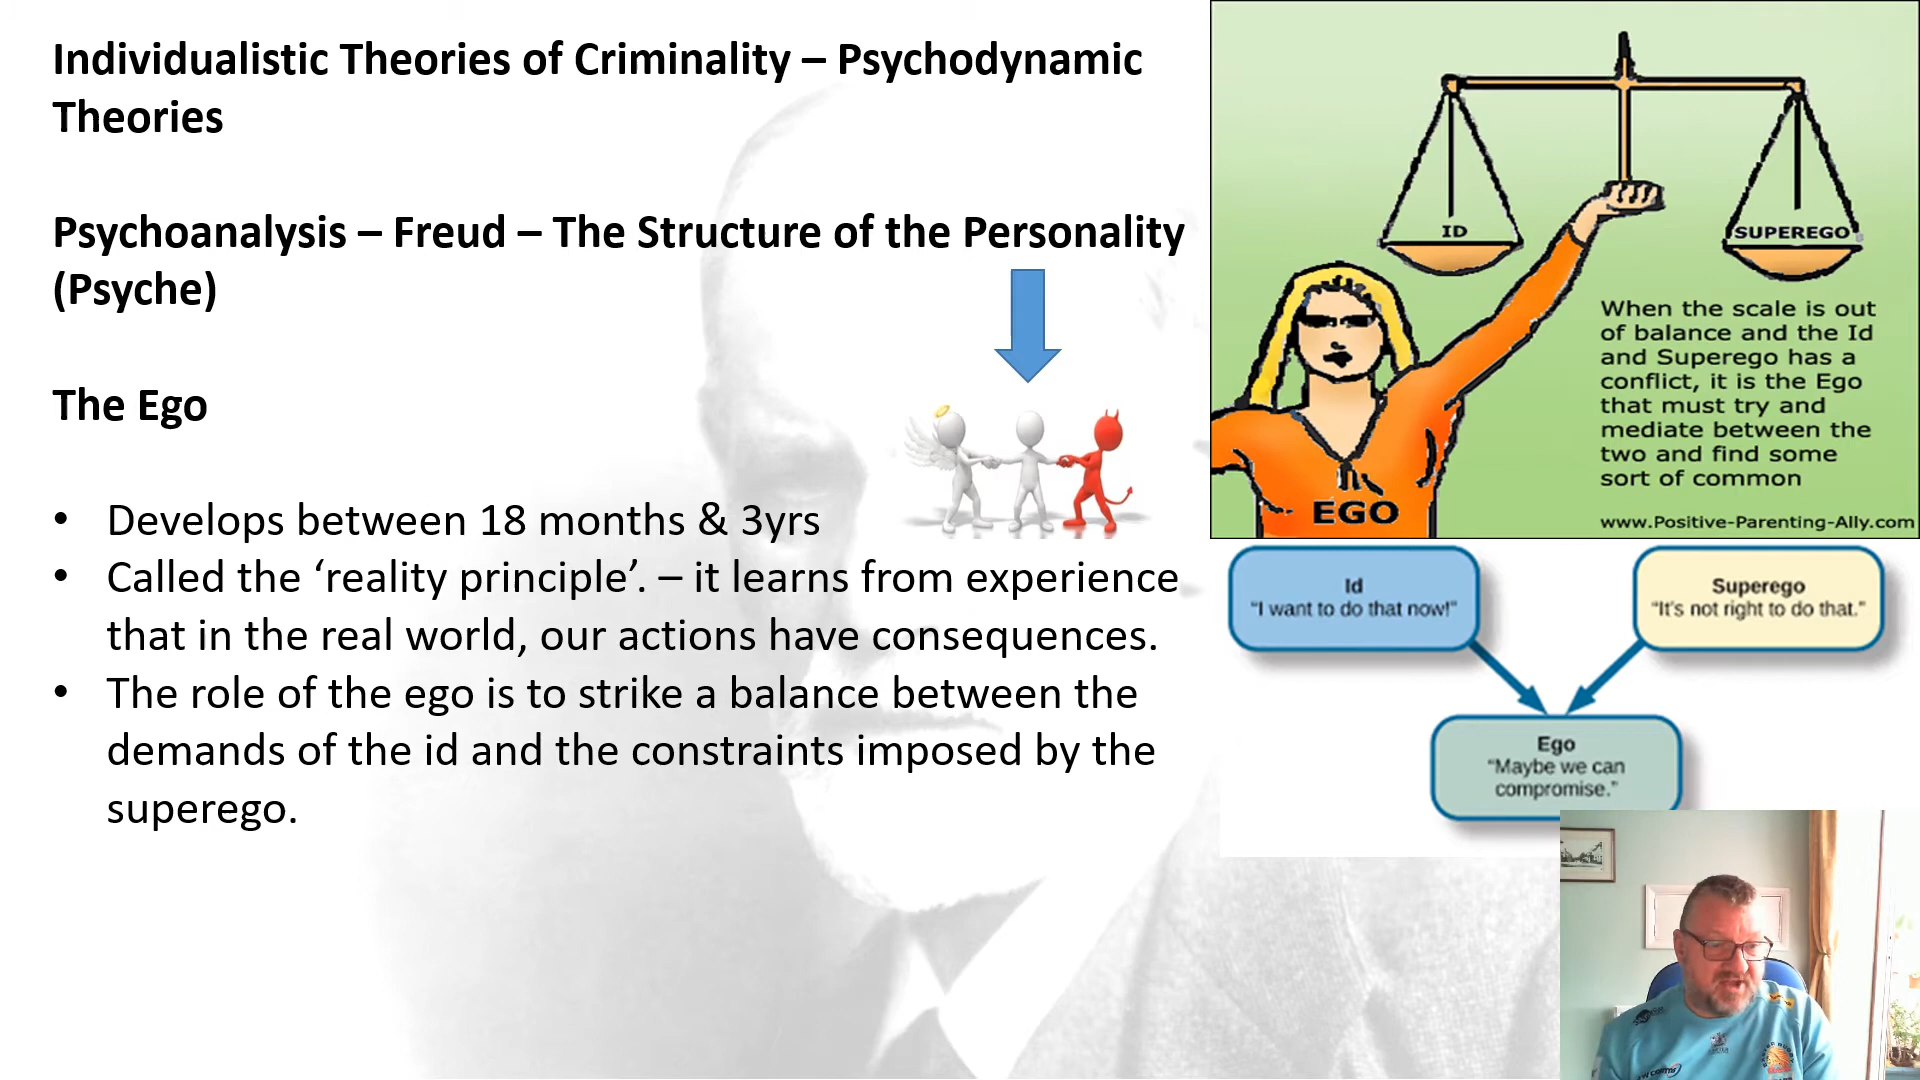 Individualistic Theories of Criminality – Psychodynamic
Theories
Psychoanalysis – Freud – The Structure of the Personality
(Psyche)
The Ego
• Develops between 18 months & 3yrs
• Called the ‘reality principle’. – it learns from experience
that in the real world, our actions have consequences.
• The role of the ego is to strike a balance between the
demands of the id and the constraints imposed by the
superego.
ID
SUPEREGO
When the scale is out
of balance and the Id
and Superego has a
conflict, it is the Ego
that must try and
mediate between the
two and find some
sort of common
EGO
www.Positive-Parenting-Ally.com
Id
“I want to do that now!”
Superego
“It's not right to do that.”
Ego
“Maybe we can
compromise.”